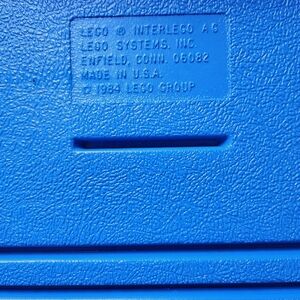 LEGO ® INTERLEGO A G
LEGO SYSTEMS, INC.
ENFIELD, CONN. 06082
MADE IN U.S.A.
© 1984 LEGO GROUP